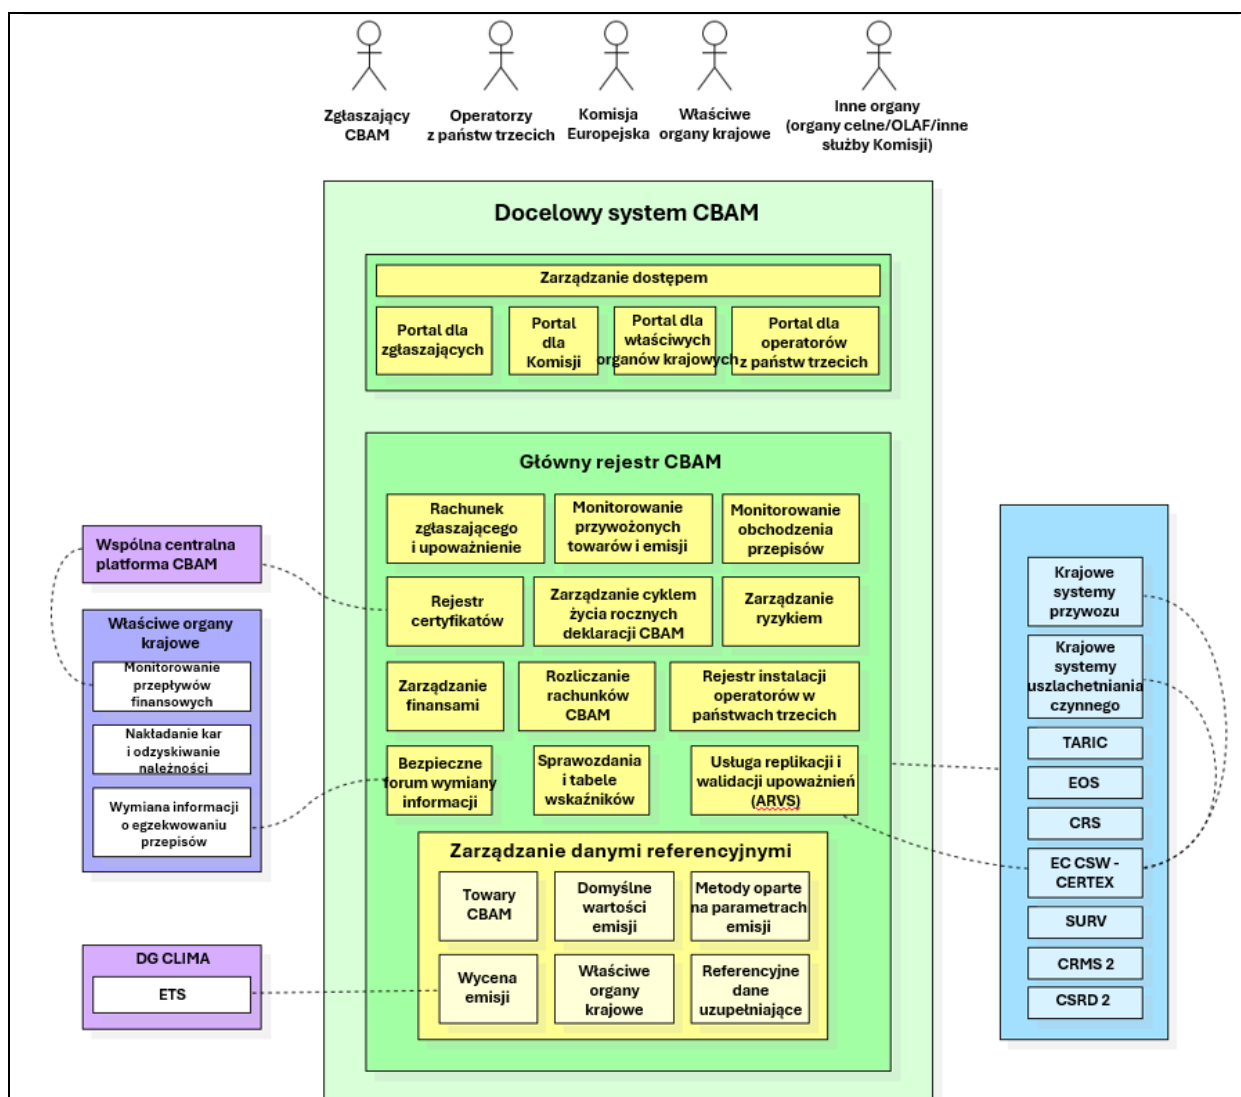 Zgłaszający
CBAM
Operatorzy
z państw trzecich
Komisja
Europejska
Właściwe
organy krajowe
Inne organy
(organy celne/OLAF/inne
służby Komisji)
Docelowy system CBAM
Zarządzanie dostępem
Portal dla
zgłaszających
Portal
dla
Komisji
Portal dla
właściwych
organów krajowych
Portal dla
operatorów
z państw trzecich
Główny rejestr CBAM
Rachunek
zgłaszającego
i upoważnienie
Monitorowanie
przywożonych
towarów i emisji
Monitorowanie
obchodzenia
przepisów
Rejestr
certyfikatów
Zarządzanie cyklem
życia rocznych
deklaracji CBAM
Zarządzanie
ryzykiem
Zarządzanie
finansami
Rozliczanie
rachunków
CBAM
Rejestr instalacji
operatorów w
państwach trzecich
Bezpieczne
forum wymiany
informacji
Sprawozdania
i tabele
wskaźników
Usługa replikacji i
walidacji upoważnień
(ARVS)
Zarządzanie danymi referencyjnymi
Towary
CBAM
Domyślne
wartości
emisji
Metody oparte
na parametrach
emisji
Wycena
emisji
Właściwe
organy
krajowe
Referencyjne
dane
uzupełniające
Wspólna centralna
platforma CBAM
Właściwe organy
krajowe
Monitorowanie
przepływów
finansowych
Nakładanie kar
i odzyskiwanie
należności
Wymiana informacji
o egzekwowaniu
przepisów
DG CLIMA
ETS
Krajowe
systemy
przywozu
Krajowe
systemy
uszlachetniania
czynnego
TARIC
EOS
CRS
EC CSW -
CERTEX
SURV
CRMS 2
CSRD 2